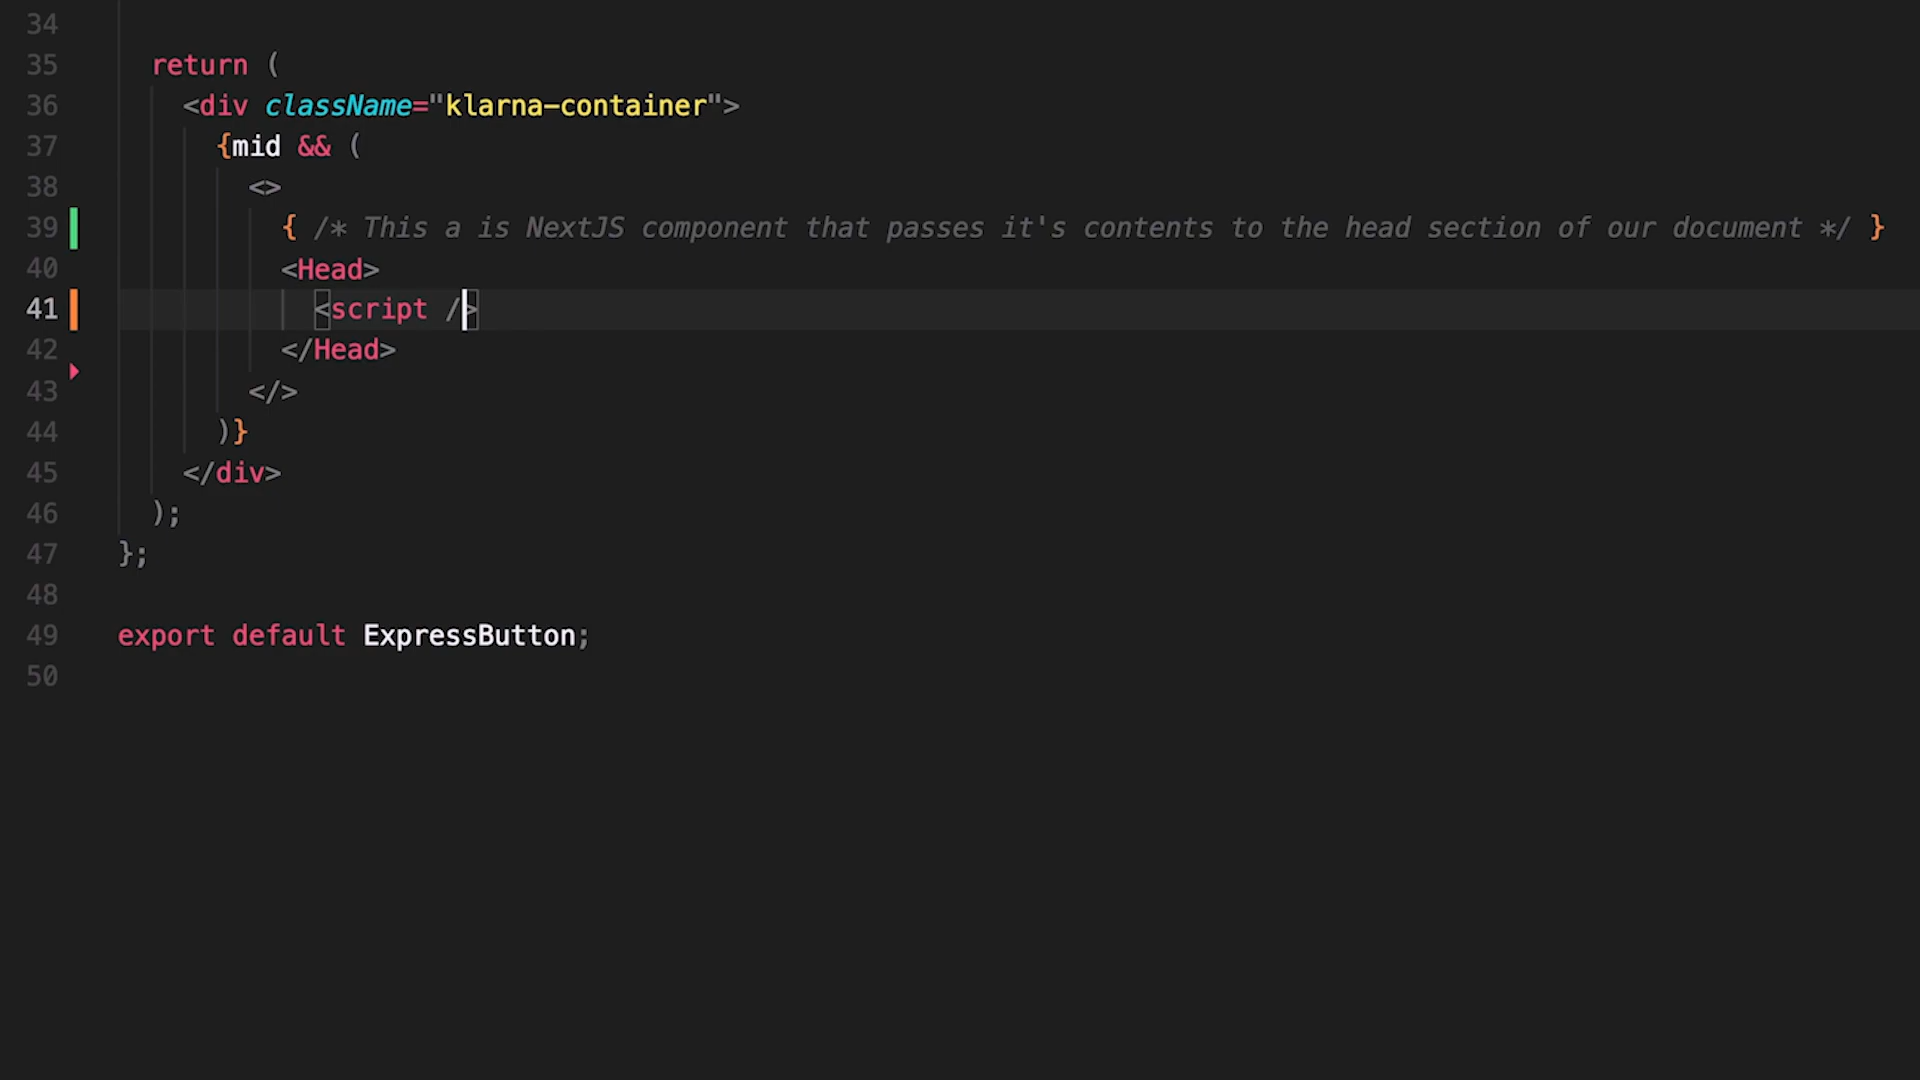 34
35 return (
36 <div className="klarna-container">
37 {mid && (
38 <>
39 { /* This a is NextJS component that passes it's contents to the head section of our document */ }
40 <Head>
41 <script />
42 </Head>
43 </>
44 )}
45 </div>
46 );
47 };
48
49 export default ExpressButton;
50